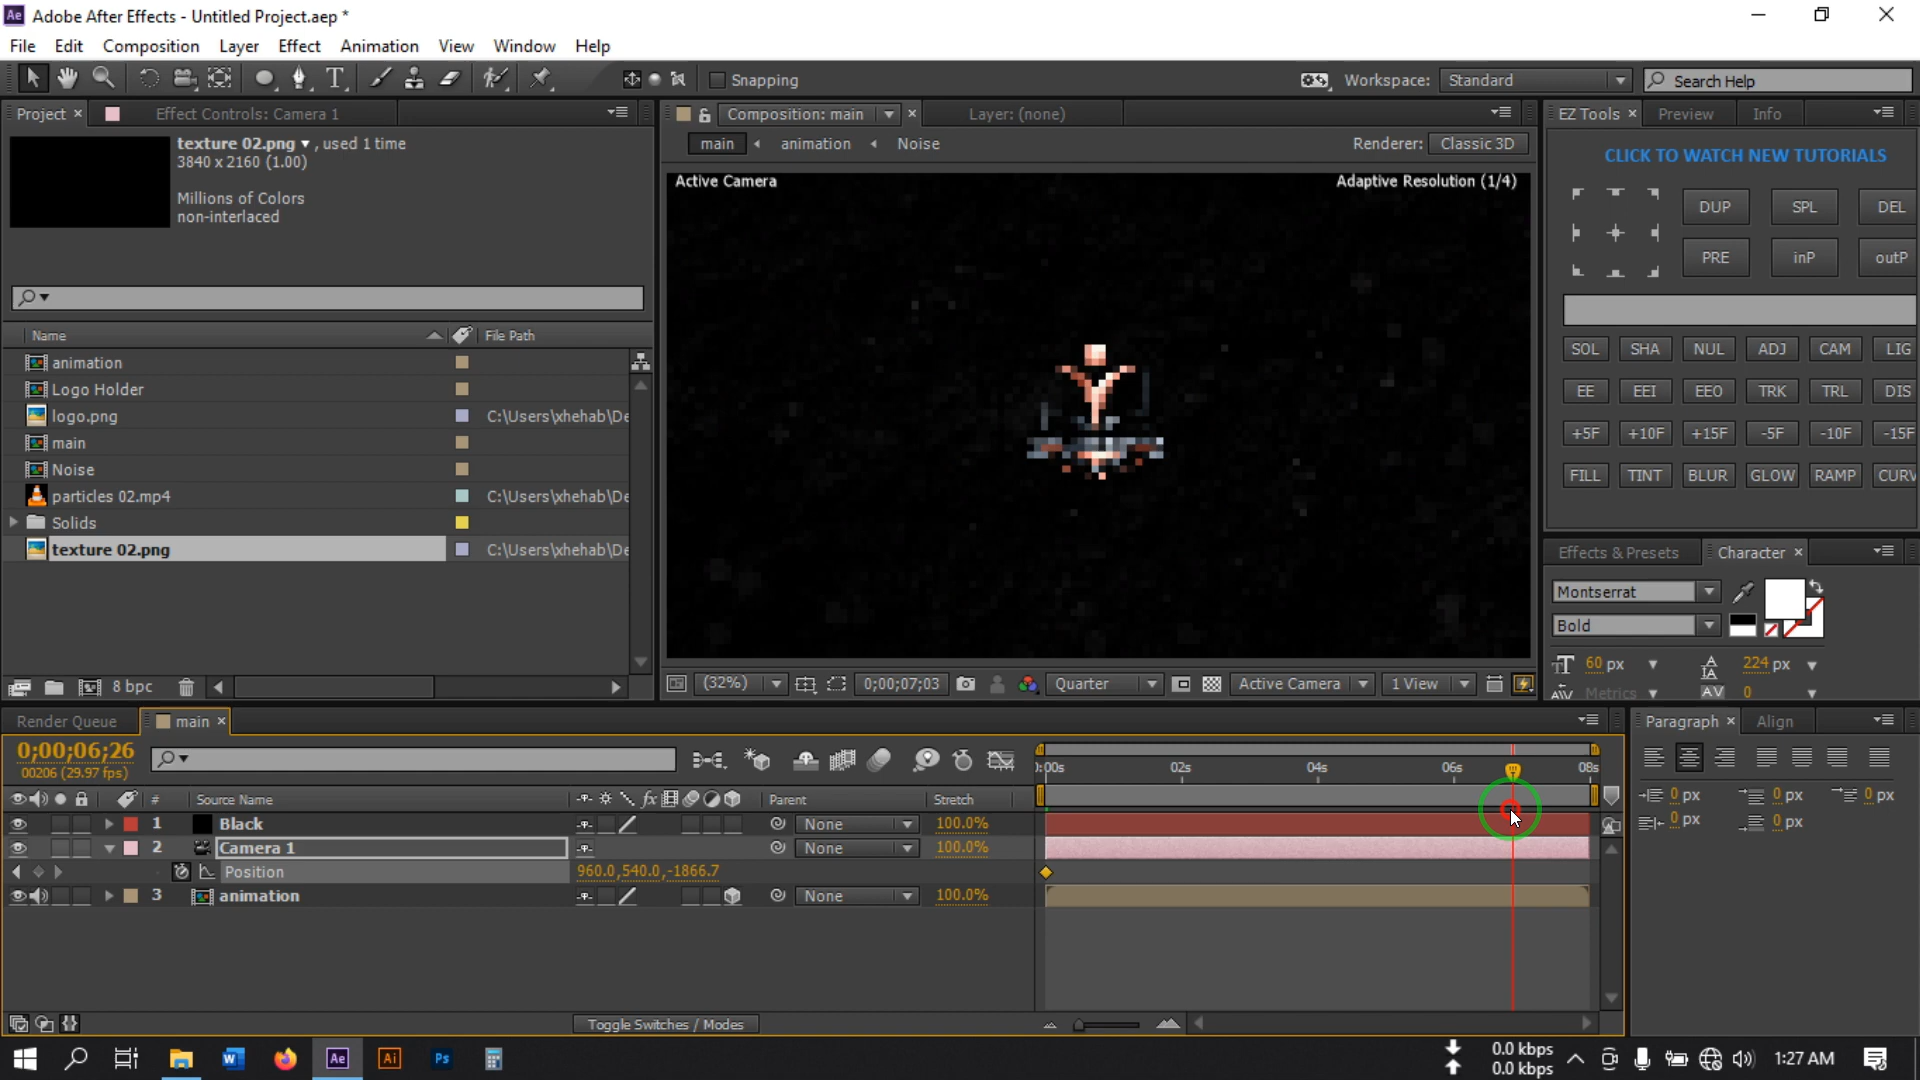 Ae Adobe After Effects - Untitled Project.aep *
File Edit Composition Layer Effect Animation View Window Help
Snapping
Workspace: Standard
Search Help
Project × Effect Controls: Camera 1
texture 02.png ▾ , used 1 time
3840 x 2160 (1.00)
Millions of Colors
non-interlaced
Name File Path
animation
Logo Holder
logo.png C:\Users\xhehab\De
main
Noise
particles 02.mp4 C:\Users\xhehab\De
Solids
texture 02.png C:\Users\xhehab\De
8 bpc
Composition: main × Layer: (none)
main animation Noise
Renderer: Classic 3D
Active Camera
Adaptive Resolution (1/4)
(32%) 0;00;07;03 Quarter Active Camera 1 View
EZ Tools × Preview Info
CLICK TO WATCH NEW TUTORIALS
DUP SPL DEL
PRE inP outP
SOL SHA NUL ADJ CAM LIG
EE EEI EEO TRK TRL DIS
+5F +10F +15F -5F -10F -15F
FILL TINT BLUR GLOW RAMP CURV
Effects & Presets Character ×
Montserrat
Bold
60 px 224 px
Metrics 0
Render Queue main ×
0;00;06;26
00206 (29.97 fps)
# Source Name Parent Stretch
1 Black None 100.0%
2 Camera 1 None 100.0%
Position 960.0,540.0,-1866.7
3 animation None 100.0%
):00s 02s 04s 06s 08s
Toggle Switches / Modes
Paragraph × Align
0 px 0 px 0 px
0 px 0 px
W Ae Ai Ps
0.0 kbps
0.0 kbps
1:27 AM